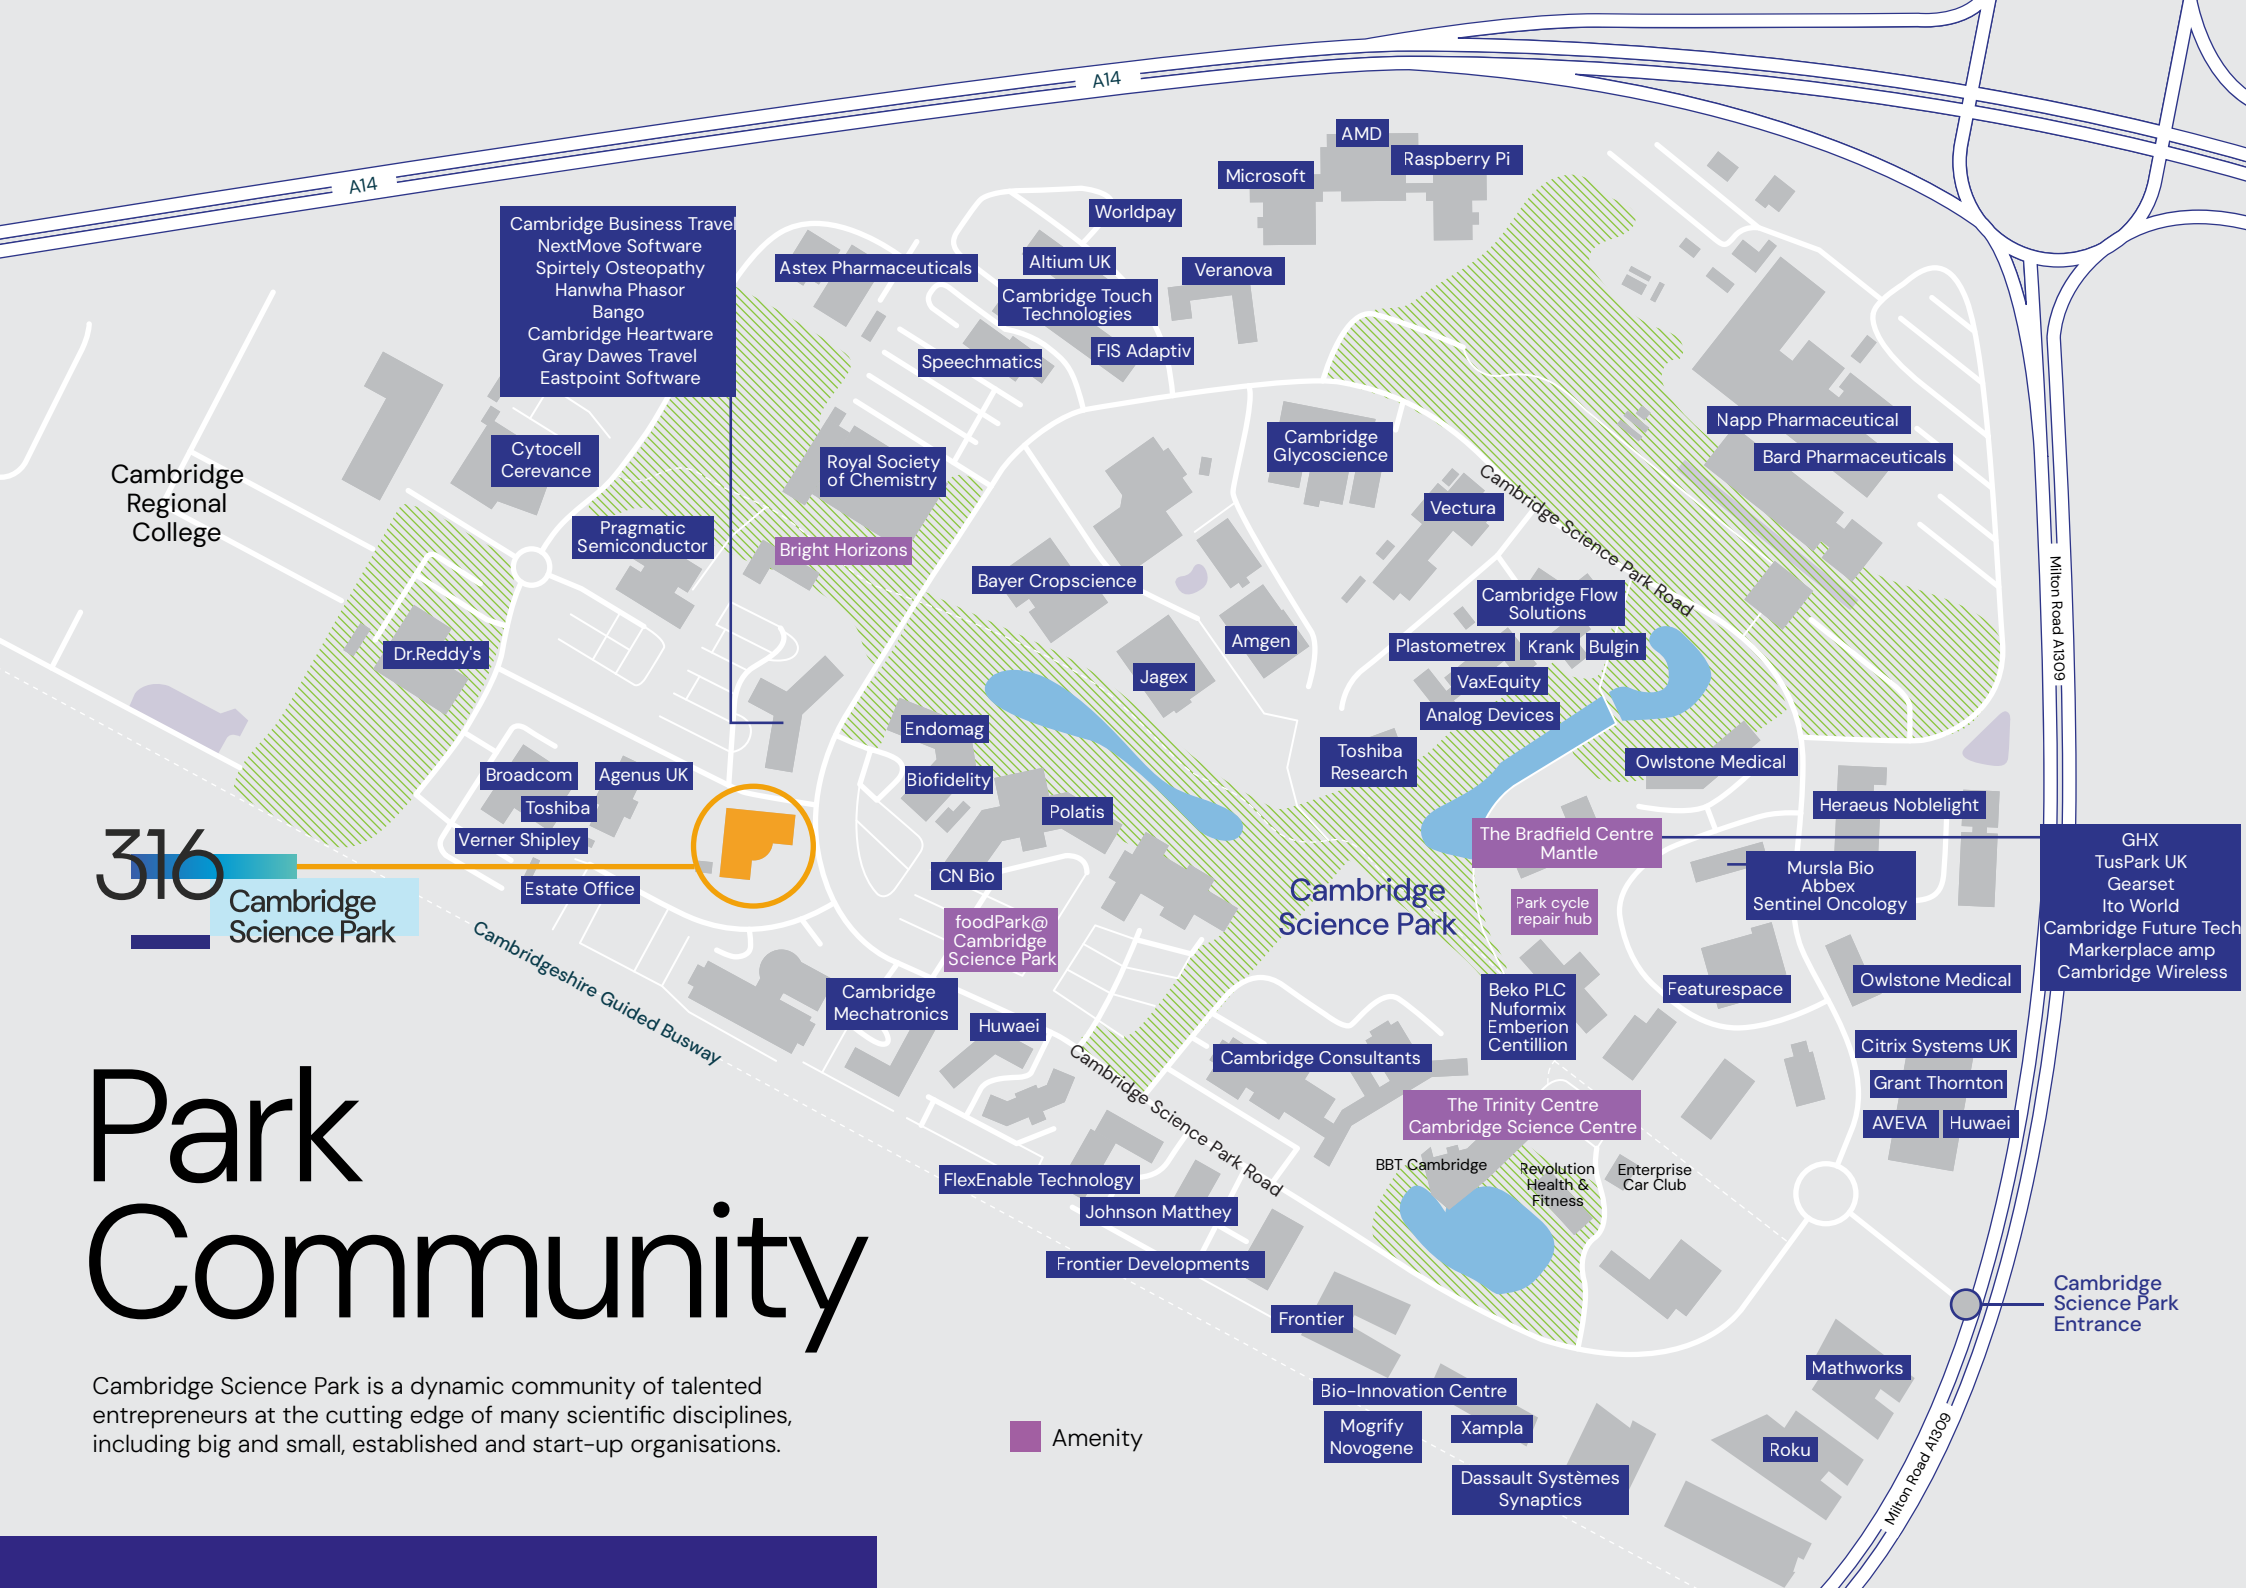 A14
A14
AMD
Raspberry Pi
Microsoft
Worldpay
Cambridge Business Travel
NextMove Software
Spirtely Osteopathy
Hanwha Phasor
Bango
Cambridge Heartware
Gray Dawes Travel
Eastpoint Software
Astex Pharmaceuticals
Altium UK
Veranova
Cambridge Touch
Technologies
FIS Adaptiv
Speechmatics
Napp Pharmaceutical
Bard Pharmaceuticals
Cytocell
Cerevance
Royal Society
of Chemistry
Cambridge
Glycoscience
Cambridge
Regional
College
Vectura
Cambridge Science Park Road
Pragmatic
Semiconductor
Bright Horizons
Bayer Cropscience
Cambridge Flow
Solutions
Milton Road A1309
Dr.Reddy's
Amgen
Plastometrex
Krank
Bulgin
Jagex
VaxEquity
Analog Devices
Endomag
Toshiba
Research
Owlstone Medical
Broadcom
Agenus UK
Biofidelity
Toshiba
Polatis
Heraeus Noblelight
Verner Shipley
The Bradfield Centre
Mantle
GHX
TusPark UK
Gearset
Ito World
Cambridge Future Tech
Markerplace amp
Cambridge Wireless
316
Cambridge
Science Park
Estate Office
CN Bio
Mursla Bio
Abbex
Sentinel Oncology
Cambridge
Science Park
Park cycle
repair hub
foodPark@
Cambridge
Science Park
Cambridgeshire Guided Busway
Cambridge
Mechatronics
Huwaei
Beko PLC
Nuformix
Emberion
Centillion
Featurespace
Owlstone Medical
Cambridge Consultants
Citrix Systems UK
Grant Thornton
AVEVA
Huwaei
Cambridge Science Park Road
The Trinity Centre
Cambridge Science Centre
BBT Cambridge
Revolution
Health &
Fitness
Enterprise
Car Club
FlexEnable Technology
Johnson Matthey
Frontier Developments
Frontier
Cambridge
Science Park
Entrance
Park
Community
Cambridge Science Park is a dynamic community of talented
entrepreneurs at the cutting edge of many scientific disciplines,
including big and small, established and start-up organisations.
Amenity
Mathworks
Bio-Innovation Centre
Mogrify
Novogene
Xampla
Roku
Dassault Systèmes
Synaptics
Milton Road A1309